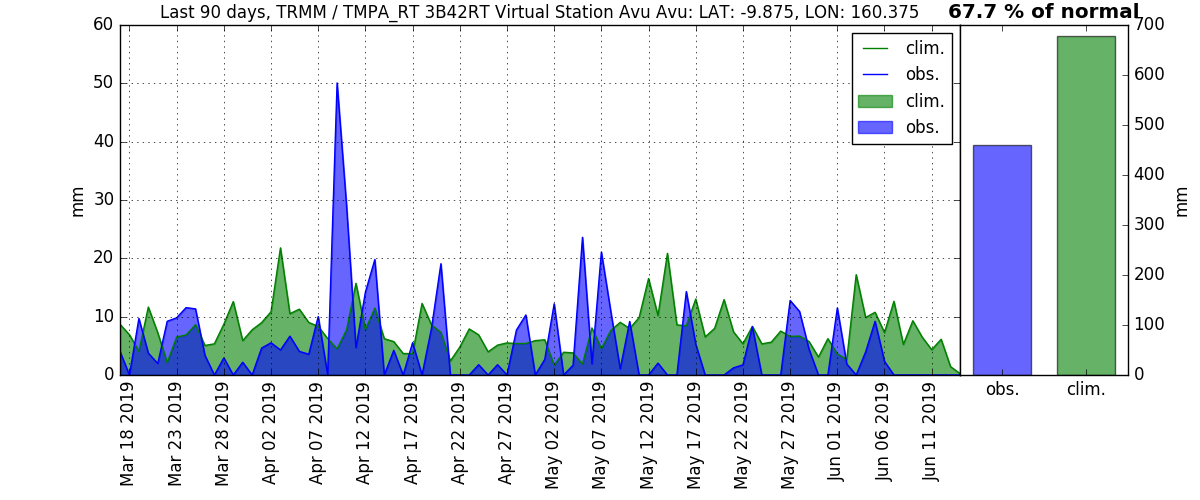 Last 90 days, TRMM / TMPA_RT 3B42RT Virtual Station Avu Avu: LAT: -9.875, LON: 160.375
67.7 % of normal
60
50
40
30
20
10
0
mm
clim.
obs.
clim.
obs.
Mar 18 2019
Mar 23 2019
Mar 28 2019
Apr 02 2019
Apr 07 2019
Apr 12 2019
Apr 17 2019
Apr 22 2019
Apr 27 2019
May 02 2019
May 07 2019
May 12 2019
May 17 2019
May 22 2019
May 27 2019
Jun 01 2019
Jun 06 2019
Jun 11 2019
700
600
500
400
300
200
100
0
mm
obs.
clim.